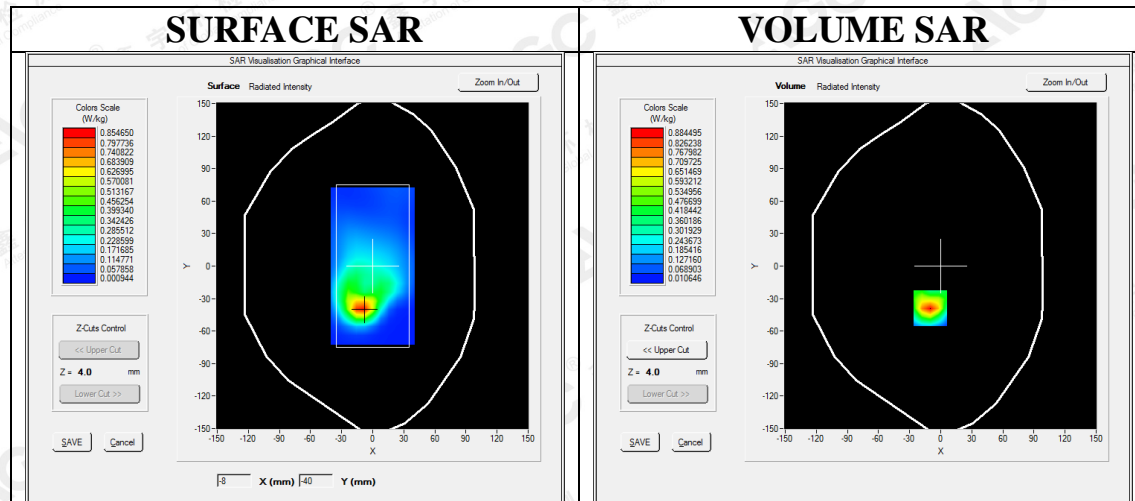 SURFACE SAR
SAR Visualisation Graphical Interface
Surface Radiated Intensity
Zoom In/Out
Colors Scale
(W/kg)
0.854650
0.797736
0.740822
0.683909
0.626995
0.570081
0.513167
0.456254
0.399340
0.342426
0.285512
0.228599
0.171685
0.114771
0.057858
0.000944
150
120
90
60
30
0
-30
-60
-90
-120
-150
Y
-150 -120 -90 -60 -30 0 30 60 90 120 150
X
Z-Cuts Control
<< Upper Cut
Z = 4.0 mm
Lower Cut >>
SAVE Cancel
-8 X (mm) -40 Y (mm)
VOLUME SAR
SAR Visualisation Graphical Interface
Volume Radiated Intensity
Zoom In/Out
Colors Scale
(W/kg)
0.884495
0.826238
0.767982
0.709725
0.651469
0.593212
0.534956
0.476699
0.418442
0.360186
0.301929
0.243673
0.185416
0.127160
0.068903
0.010646
150
120
90
60
30
0
-30
-60
-90
-120
-150
Y
-150 -120 -90 -60 -30 0 30 60 90 120 150
X
Z-Cuts Control
<< Upper Cut
Z = 4.0 mm
Lower Cut >>
SAVE Cancel